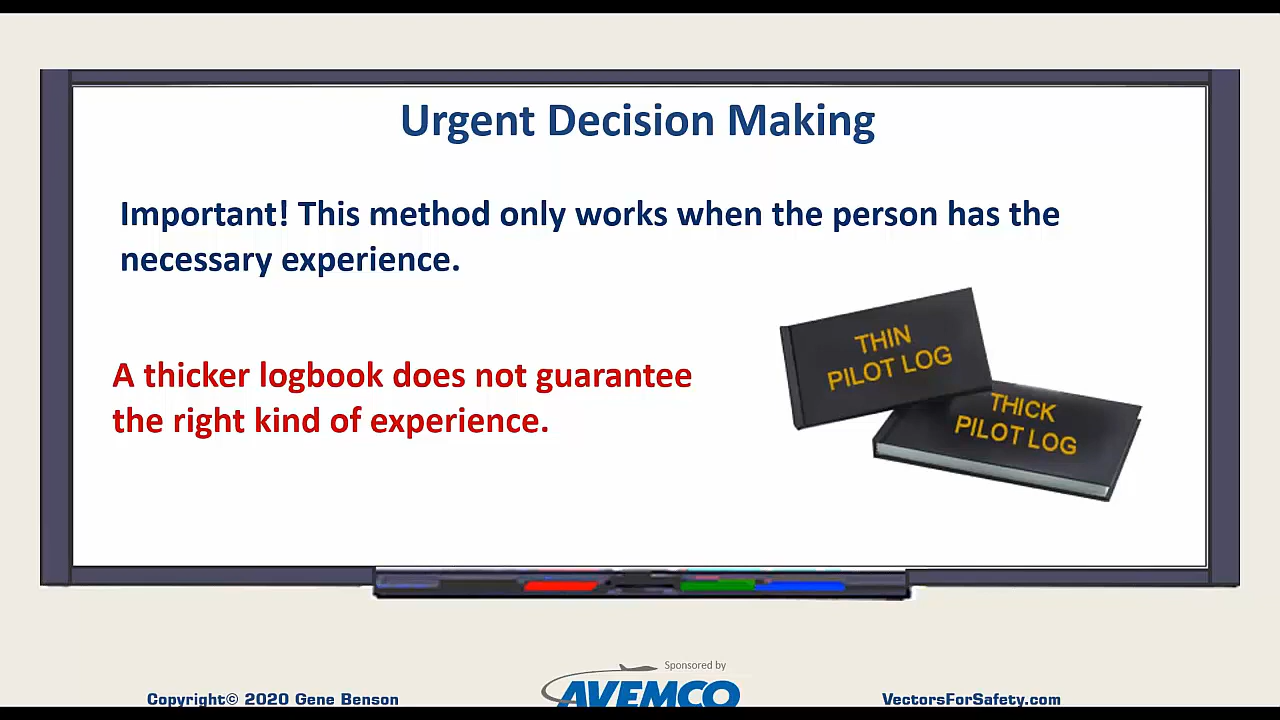 Urgent Decision Making
Important! This method only works when the person has the
necessary experience.
A thicker logbook does not guarantee
the right kind of experience.
THIN
PILOT LOG
THICK
PILOT LOG
Sponsored by
AVEMCO
Copyright© 2020 Gene Benson
VectorsForSafety.com